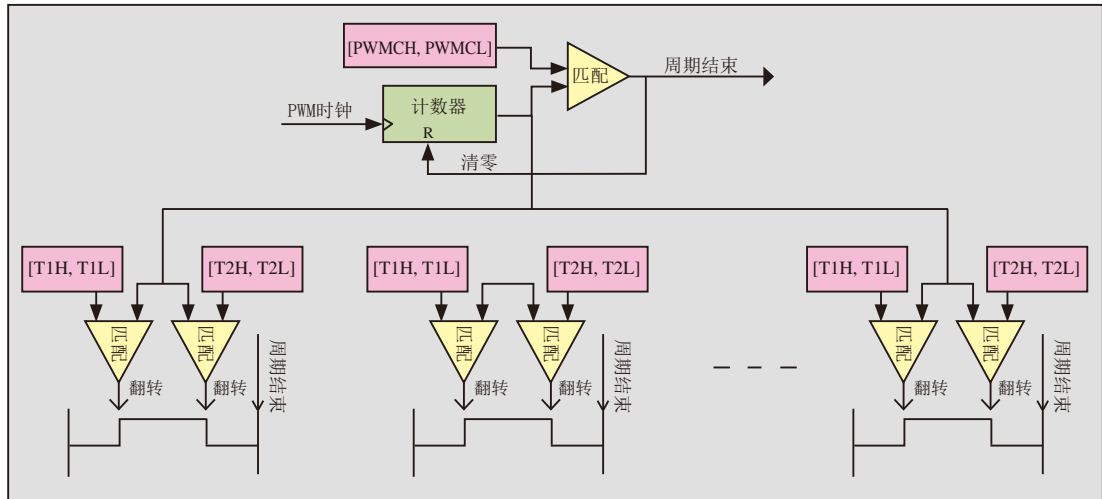 [PWMCH, PWMCL]
匹配
周期结束
计数器
PWM时钟
R
清零
[T1H, T1L]
[T2H, T2L]
[T1H, T1L]
[T2H, T2L]
[T1H, T1L]
[T2H, T2L]
匹配
匹配
周期结束
匹配
匹配
周期结束
匹配
匹配
周期结束
翻转
翻转
翻转
翻转
翻转
翻转